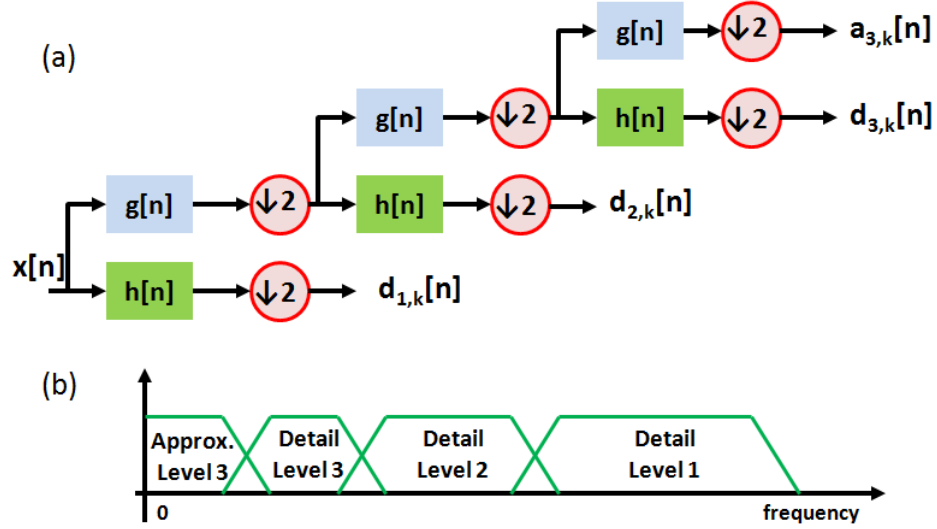 (a)
g[n]
↓2
a3,k[n]
h[n]
↓2
d3,k[n]
g[n]
↓2
h[n]
↓2
d2,k[n]
g[n]
↓2
x[n]
h[n]
↓2
d1,k[n]
(b)
Approx.
Level 3
Detail
Level 3
Detail
Level 2
Detail
Level 1
0
frequency